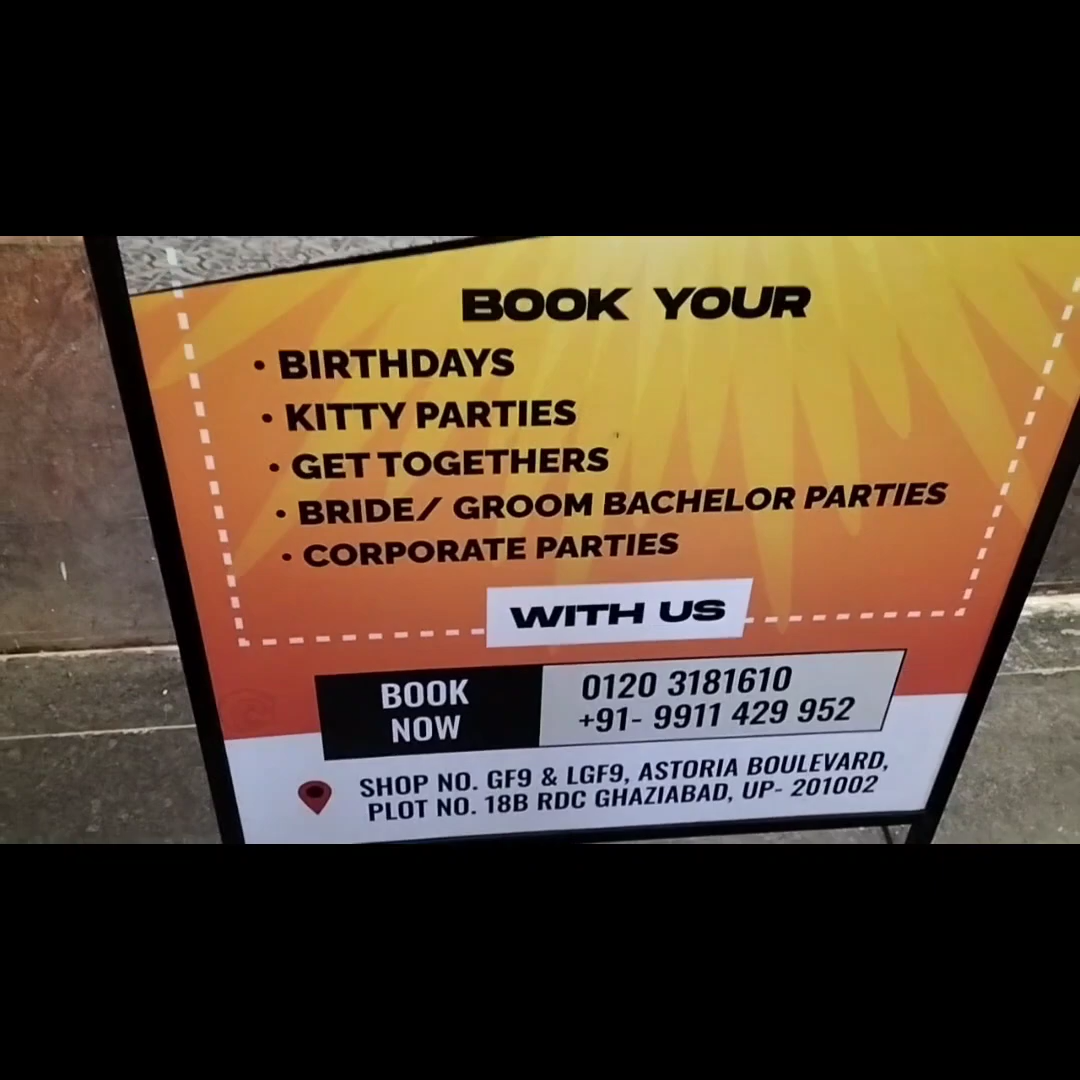 BOOK YOUR
• BIRTHDAYS
• KITTY PARTIES
• GET TOGETHERS
• BRIDE/ GROOM BACHELOR PARTIES
• CORPORATE PARTIES
WITH US
BOOK NOW
0120 3181610
+91- 9911 429 952
SHOP NO. GF9 & LGF9, ASTORIA BOULEVARD,
PLOT NO. 18B RDC GHAZIABAD, UP- 201002